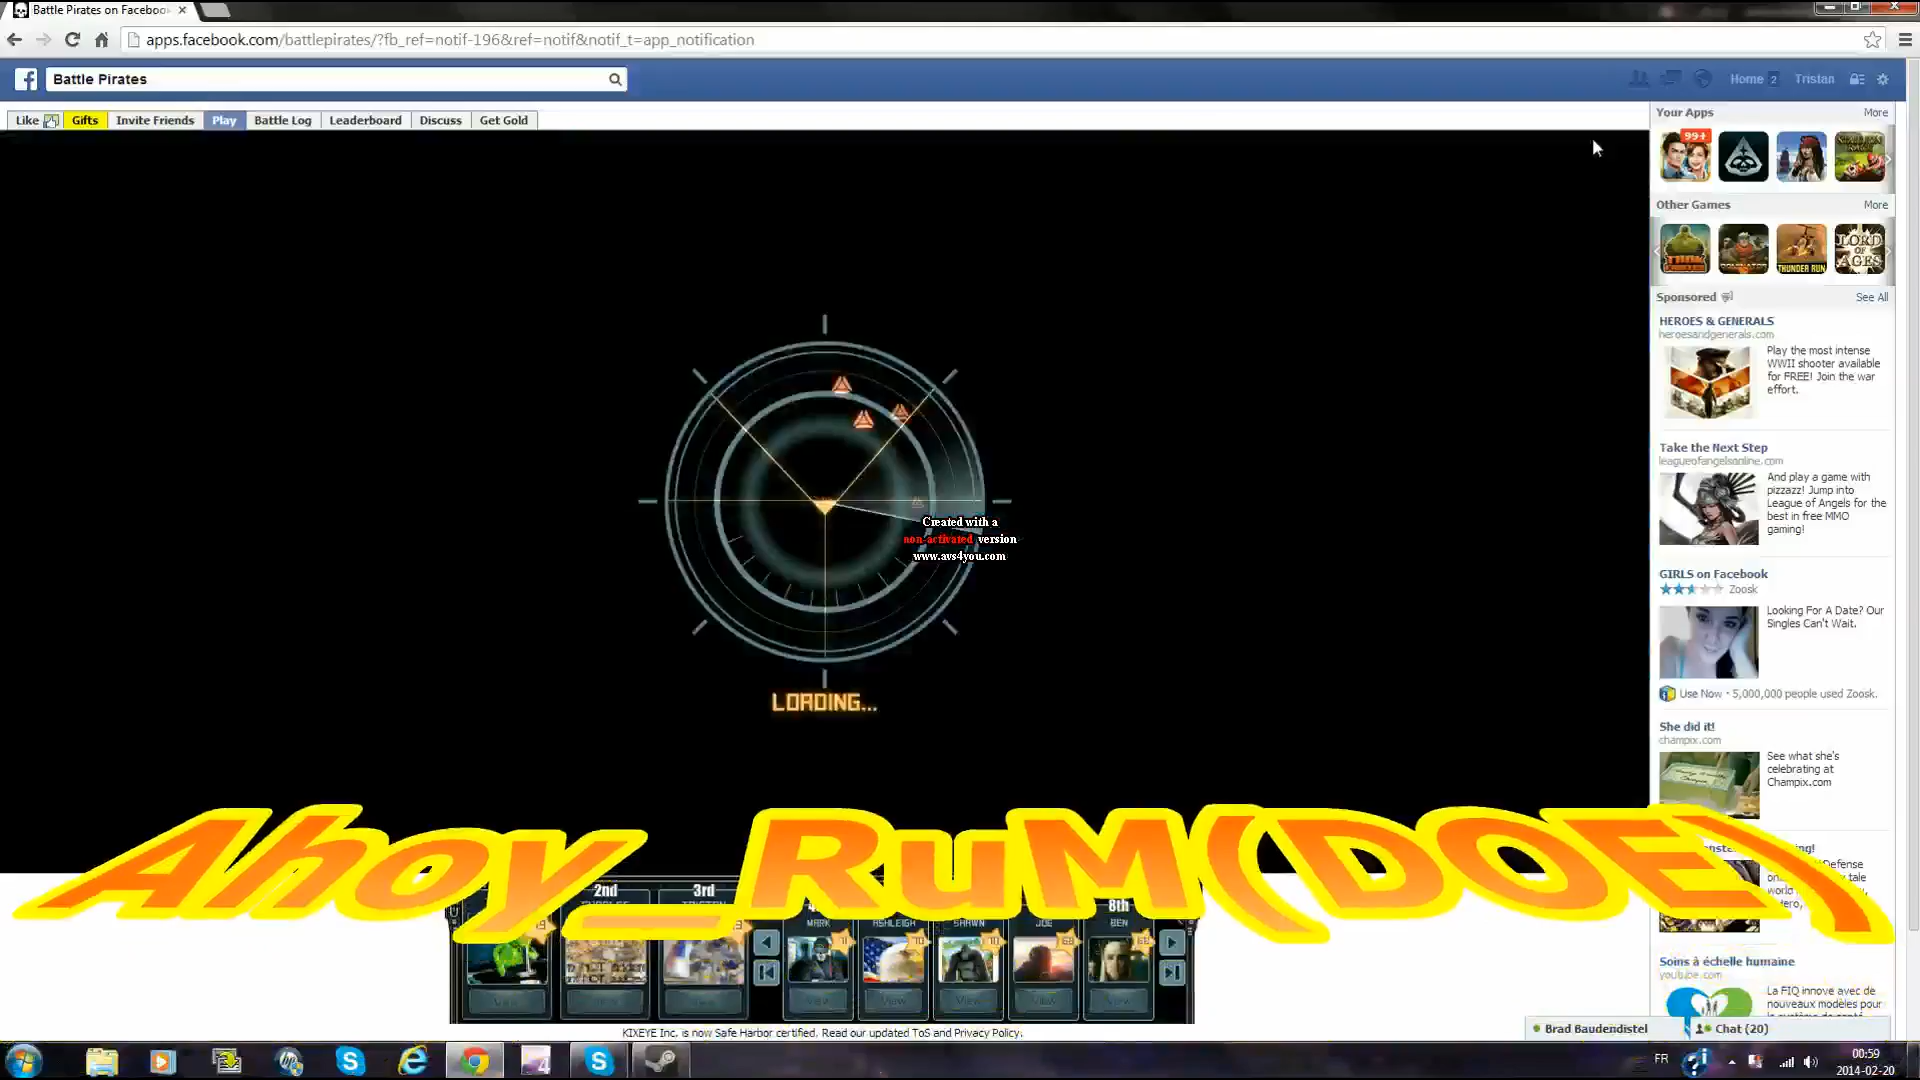 Battle Pirates on Facebook
apps.facebook.com/battlepirates/?fb_ref=notif-196&ref=notif&notif_t=app_notification
Battle Pirates
Home 2
Tristan
Like
Gifts
Invite Friends
Play
Battle Log
Leaderboard
Discuss
Get Gold
Your Apps
More
99+
Other Games
More
THUNDER RUN
LORD OF AGES
Sponsored
See All
HEROES & GENERALS
heroesandgenerals.com
Play the most intense
WWII shooter available
for FREE! Join the war
effort.
Take the Next Step
leagueofangelsonline.com
And play a game with
pizzazz! Jump into
League of Angels for the
best in free MMO
gaming!
GIRLS on Facebook
Zoosk
Looking For A Date? Our
Singles Can't Wait.
Use Now · 5,000,000 people used Zoosk.
She did it!
champix.com
See what she's
celebrating at
Champix.com
Created with a
non-activated version
www.avs4you.com
LOADING...
Ahoy__RuM(DOE)
2nd
3rd
8th
MARK
ASHLEIGH
SHAWN
JOE
BEN
View
View
View
View
View
Soins à échelle humaine
youtube.com
La FIQ innove avec de
nouveaux modèles pour
KIXEYE Inc. is now Safe Harbor certified. Read our updated ToS and Privacy Policy.
Brad Baudendistel
Chat (20)
FR
00:59
2014-02-20